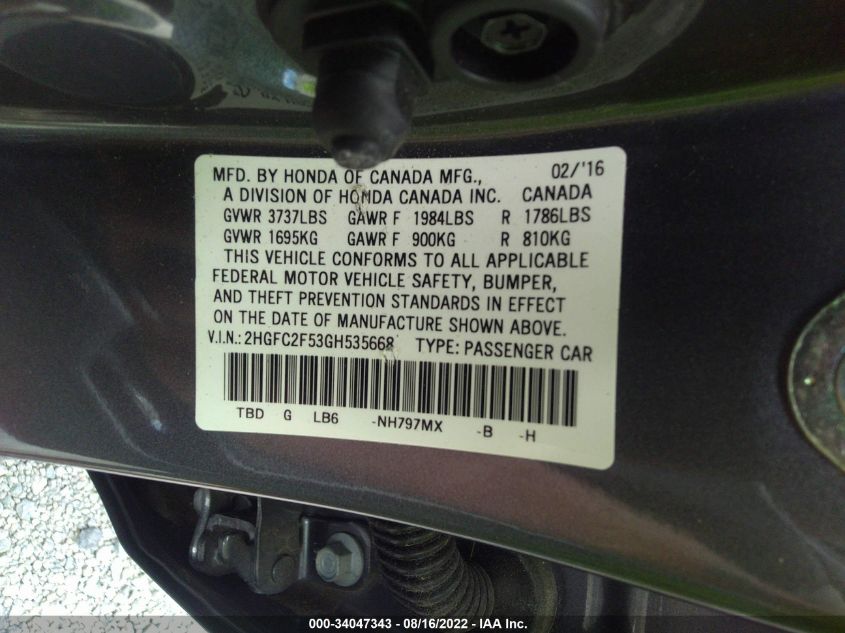 MFD. BY HONDA OF CANADA MFG., 02/'16
A DIVISION OF HONDA CANADA INC. CANADA
GVWR 3737LBS GAWR F 1984LBS R 1786LBS
GVWR 1695KG GAWR F 900KG R 810KG
THIS VEHICLE CONFORMS TO ALL APPLICABLE
FEDERAL MOTOR VEHICLE SAFETY, BUMPER,
AND THEFT PREVENTION STANDARDS IN EFFECT
ON THE DATE OF MANUFACTURE SHOWN ABOVE.
V.I.N.: 2HGFC2F53GH535668 TYPE: PASSENGER CAR
TBD G LB6 -NH797MX -B -H
000-34047343 - 08/16/2022 - IAA Inc.